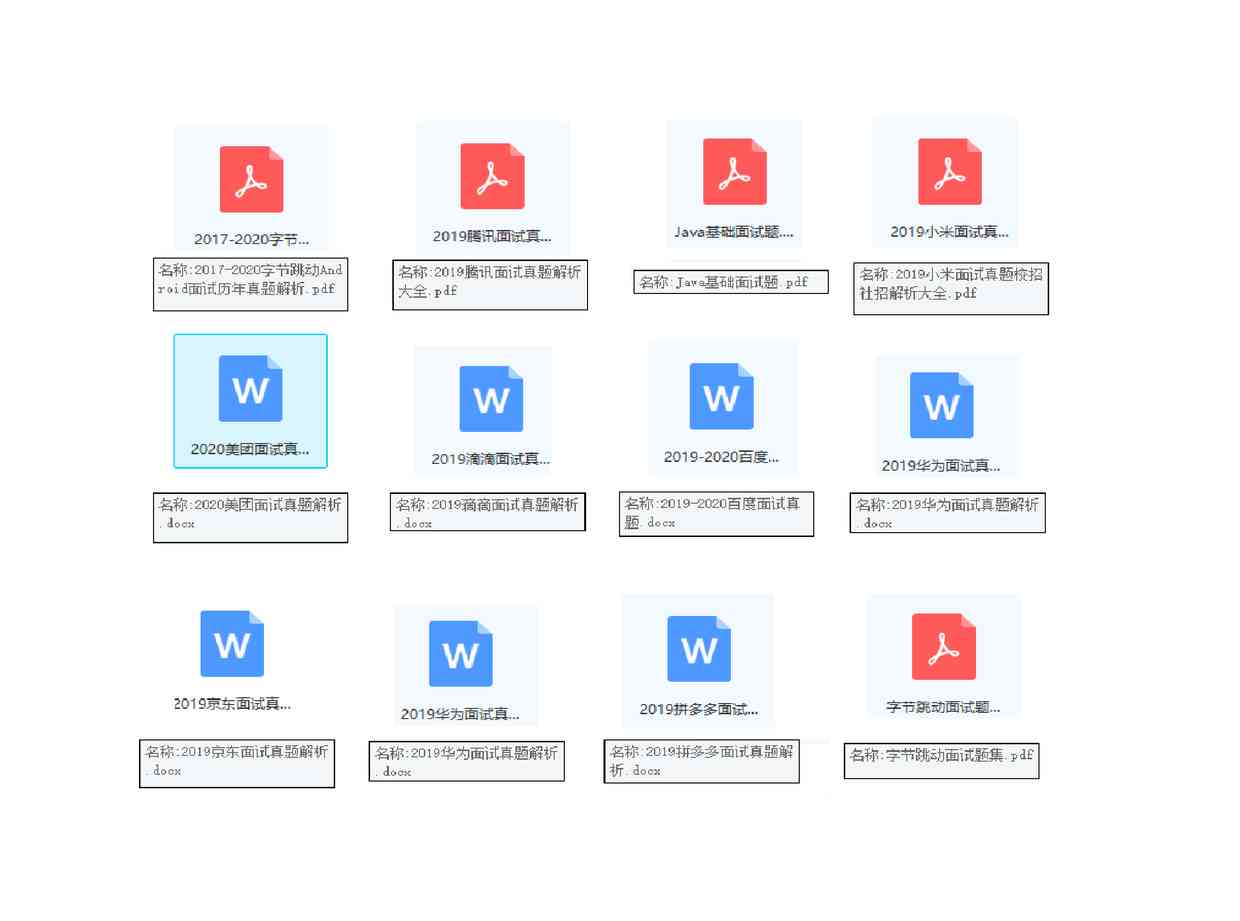 2017-2020字节...
2019腾讯面试真...
Java基础面试题....
2019小米面试真...
名称:2017-2020字节跳动And
roid面试历年真题解析.pdf
名称:2019腾讯面试真题解析
大全.pdf
名称:Java基础面试题.pdf
名称:2019小米面试真题校招
社招解析大全.pdf
W
2020美团面试真...
W
2019滴滴面试真...
W
2019-2020百度...
W
2019华为面试真...
名称:2020美团面试真题解析
.docx
名称:2019滴滴面试真题解析
.docx
名称:2019-2020百度面试真
题.docx
名称:2019华为面试真题解析
.docx
W
2019京东面试真...
W
2019华为面试真...
W
2019拼多多面试...
字节跳动面试题...
名称:2019京东面试真题解析
.docx
名称:2019华为面试真题解析
.docx
名称:2019拼多多面试真题解
析.docx
名称:字节跳动面试题集.pdf